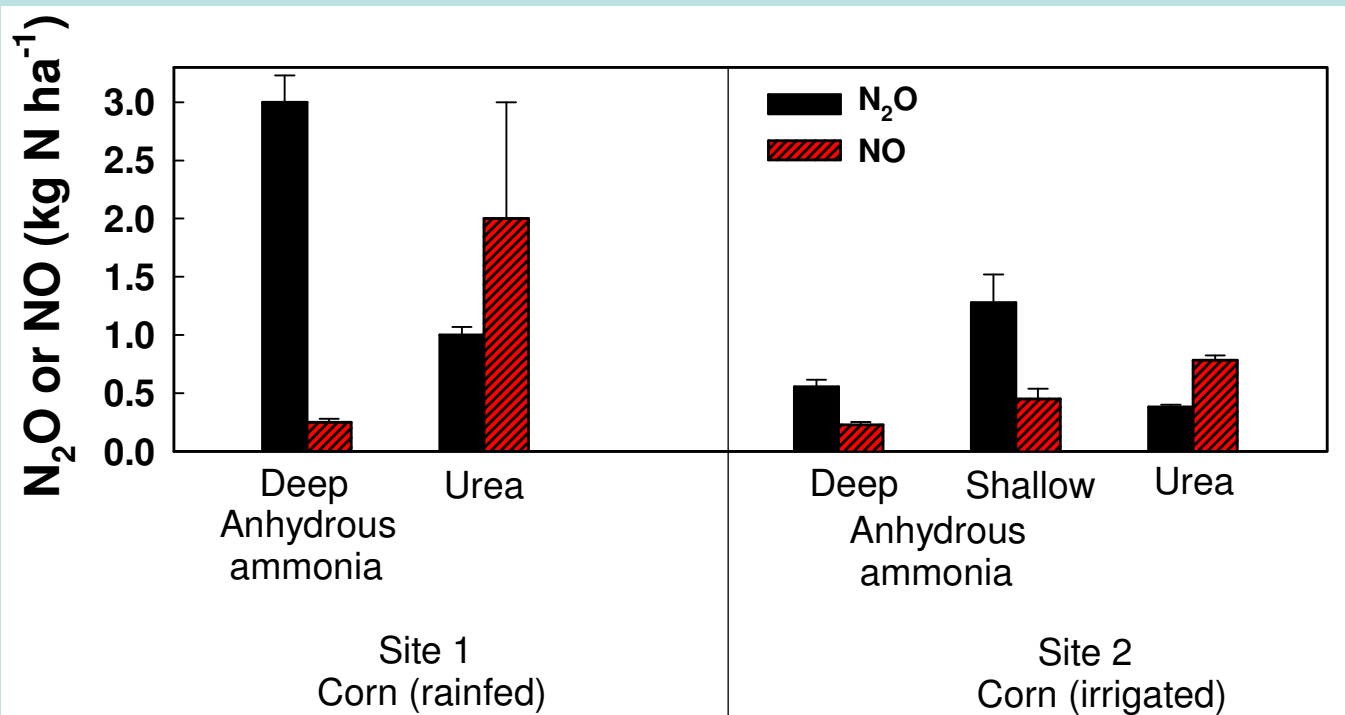 N₂O or NO (kg N ha⁻¹)
3.0
2.5
2.0
1.5
1.0
0.5
0.0
N₂O
NO
Deep
Anhydrous
ammonia
Urea
Site 1
Corn (rainfed)
Deep
Shallow
Anhydrous
ammonia
Urea
Site 2
Corn (irrigated)